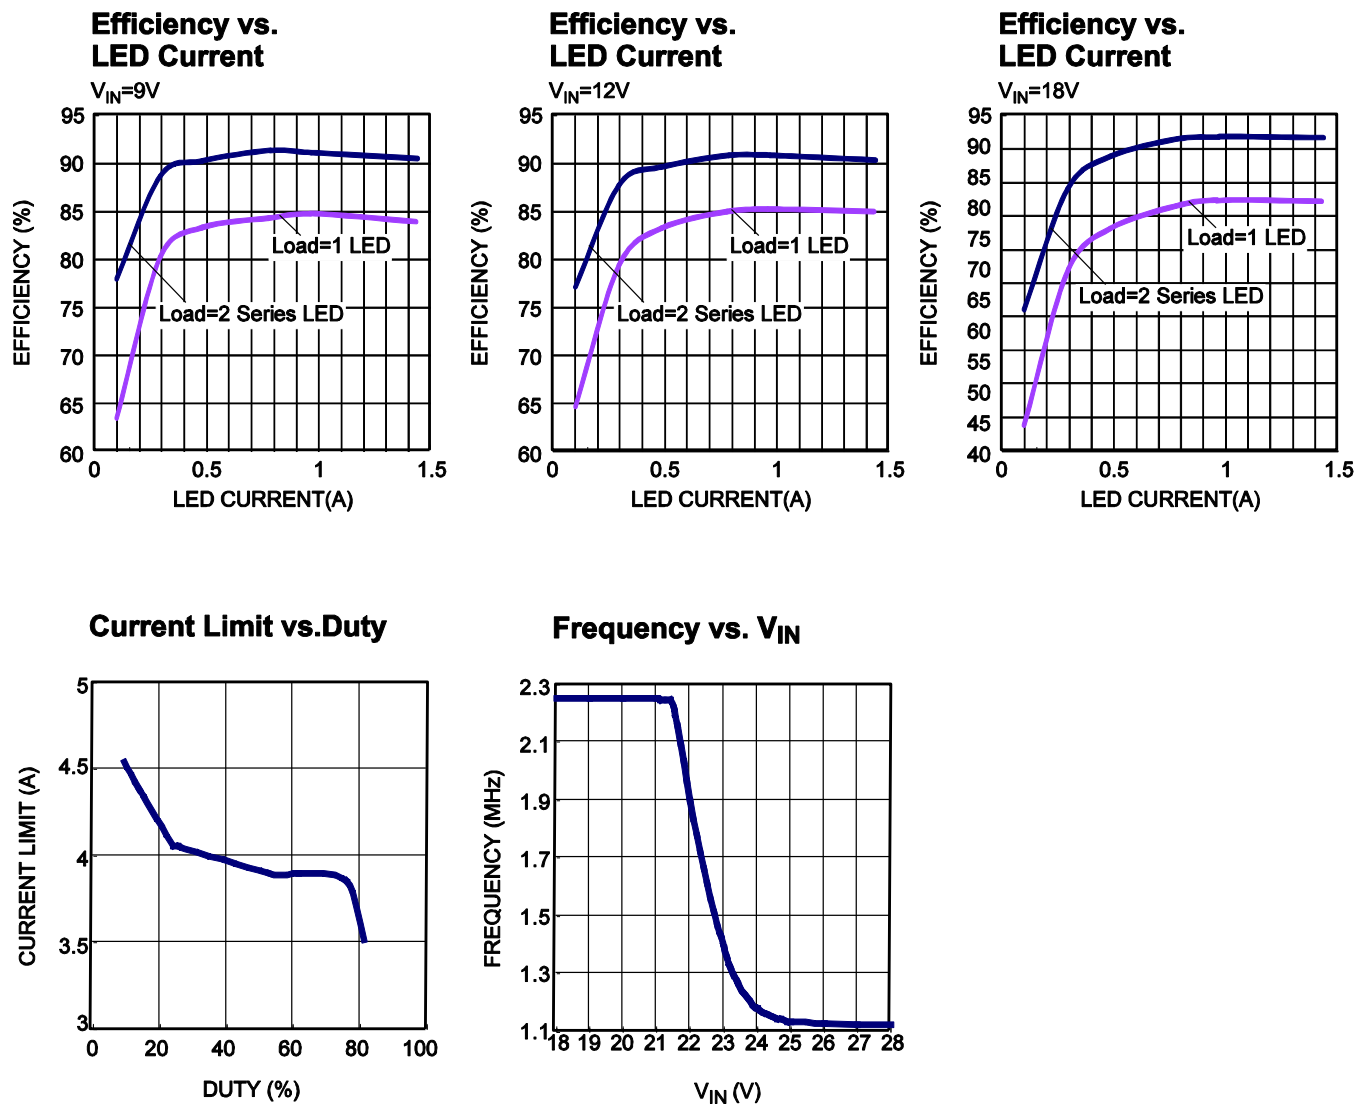 Efficiency vs.
LED Current
VIN=9V
95
90
85
80
75
70
65
60
0 0.5 1 1.5
EFFICIENCY (%)
LED CURRENT(A)
Load=1 LED
Load=2 Series LED
Efficiency vs.
LED Current
VIN=12V
95
90
85
80
75
70
65
60
0 0.5 1 1.5
EFFICIENCY (%)
LED CURRENT(A)
Load=1 LED
Load=2 Series LED
Efficiency vs.
LED Current
VIN=18V
95
90
85
80
75
70
65
60
55
50
45
40
0 0.5 1 1.5
EFFICIENCY (%)
LED CURRENT(A)
Load=1 LED
Load=2 Series LED
Current Limit vs.Duty
5
4.5
4
3.5
3
0 20 40 60 80 100
CURRENT LIMIT (A)
DUTY (%)
Frequency vs. VIN
2.3
2.1
1.9
1.7
1.5
1.3
1.1
18 19 20 21 22 23 24 25 26 27 28
FREQUENCY (MHz)
VIN (V)